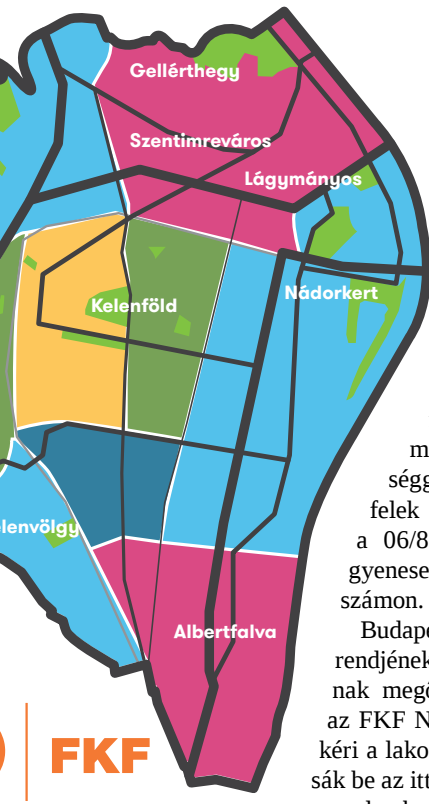 Gellérthegy
Szentimreváros
Lágymányos
Nádorkert
Kelenföld
elenvölgy
Albertfalva
FKF
m
ségg
felek
a 06/8
gyenese
számon.
Budape
rendjének
nak megő
az FKF N
kéri a lako
sák be az itt